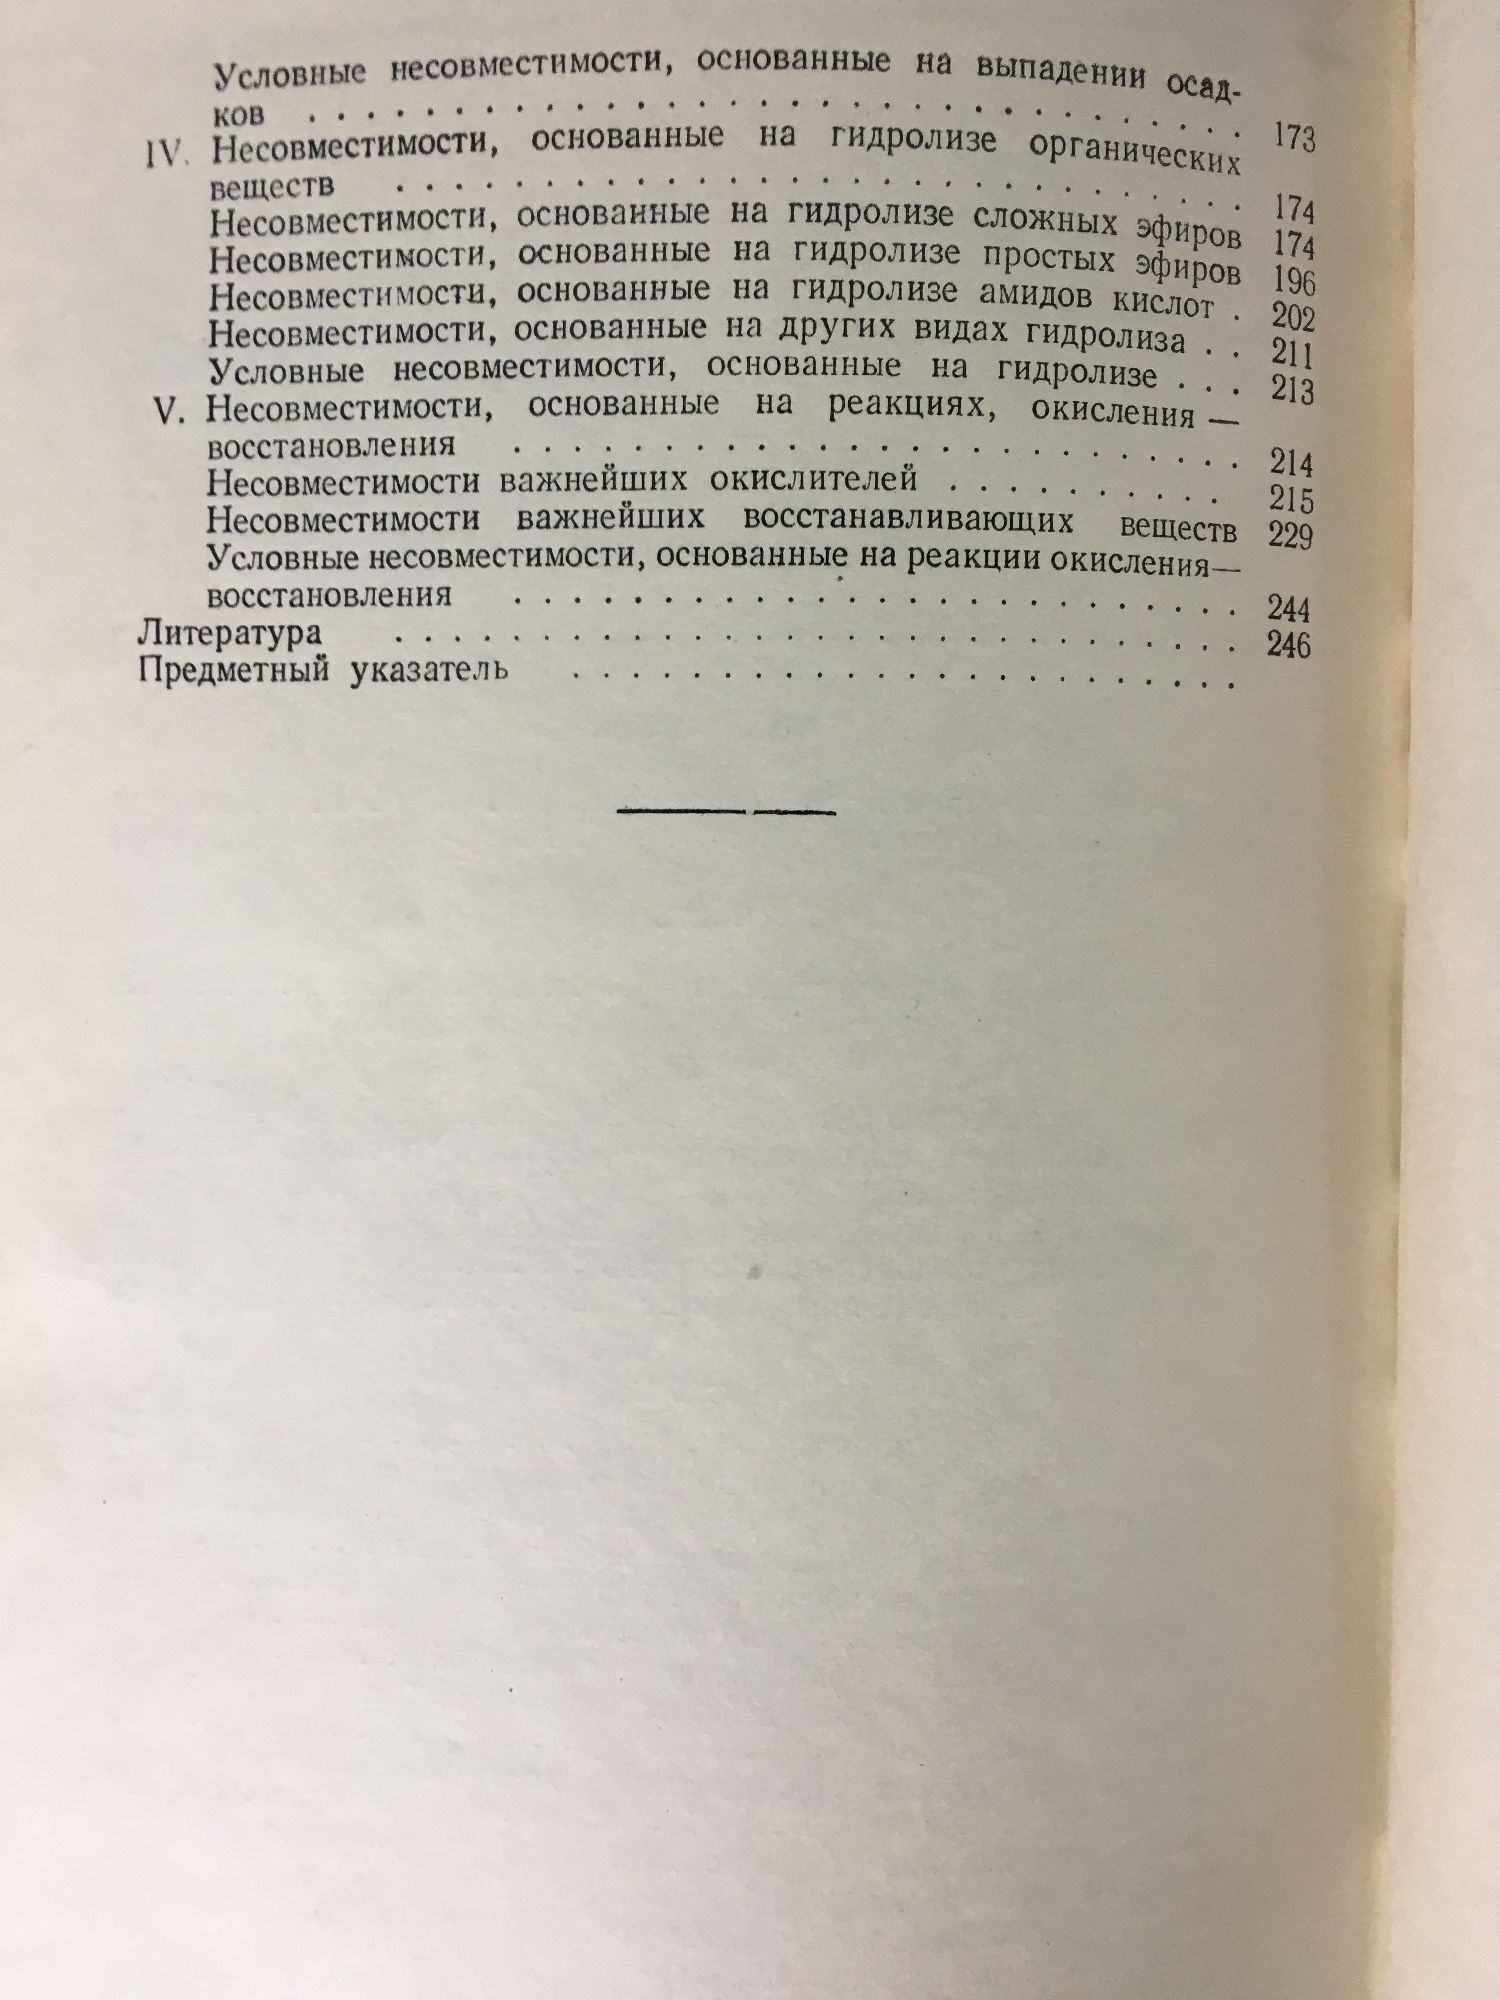 Условные несовместимости, основанные на выпадении осад-
ков . . . . . . . . . . . . . . . . . . . . . . . . 173
IV. Несовместимости, основанные на гидролизе органических
веществ . . . . . . . . . . . . . . . . . . . . . . 174
Несовместимости, основанные на гидролизе сложных эфиров 174
Несовместимости, основанные на гидролизе простых эфиров 196
Несовместимости, основанные на гидролизе амидов кислот . 202
Несовместимости, основанные на других видах гидролиза . . 211
Условные несовместимости, основанные на гидролизе . . . 213
V. Несовместимости, основанные на реакциях, окисления —
восстановления . . . . . . . . . . . . . . . . . . . 214
Несовместимости важнейших окислителей . . . . . . . . . . 215
Несовместимости важнейших восстанавливающих веществ 229
Условные несовместимости, основанные на реакции окисления—
восстановления . . . . . . . . . . . . . . . . . . . 244
Литература . . . . . . . . . . . . . . . . . . . . . . 246
Предметный указатель . . . . . . . . . . . . . . . . . .